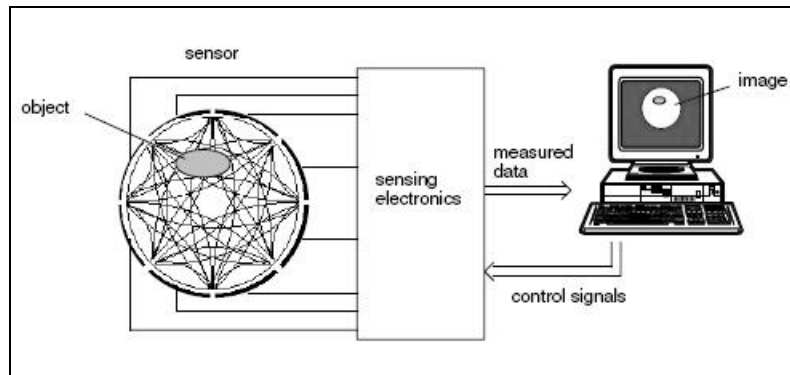 sensor
object
image
measured
data
sensing
electronics
control signals